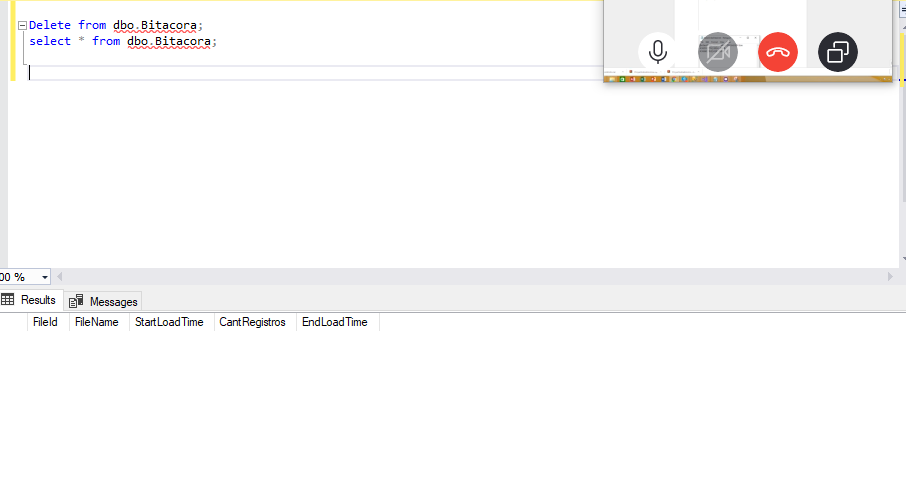 Delete from dbo.Bitacora;
select * from dbo.Bitacora;
00 %
Results Messages
FileId FileName StartLoadTime CantRegistros EndLoadTime